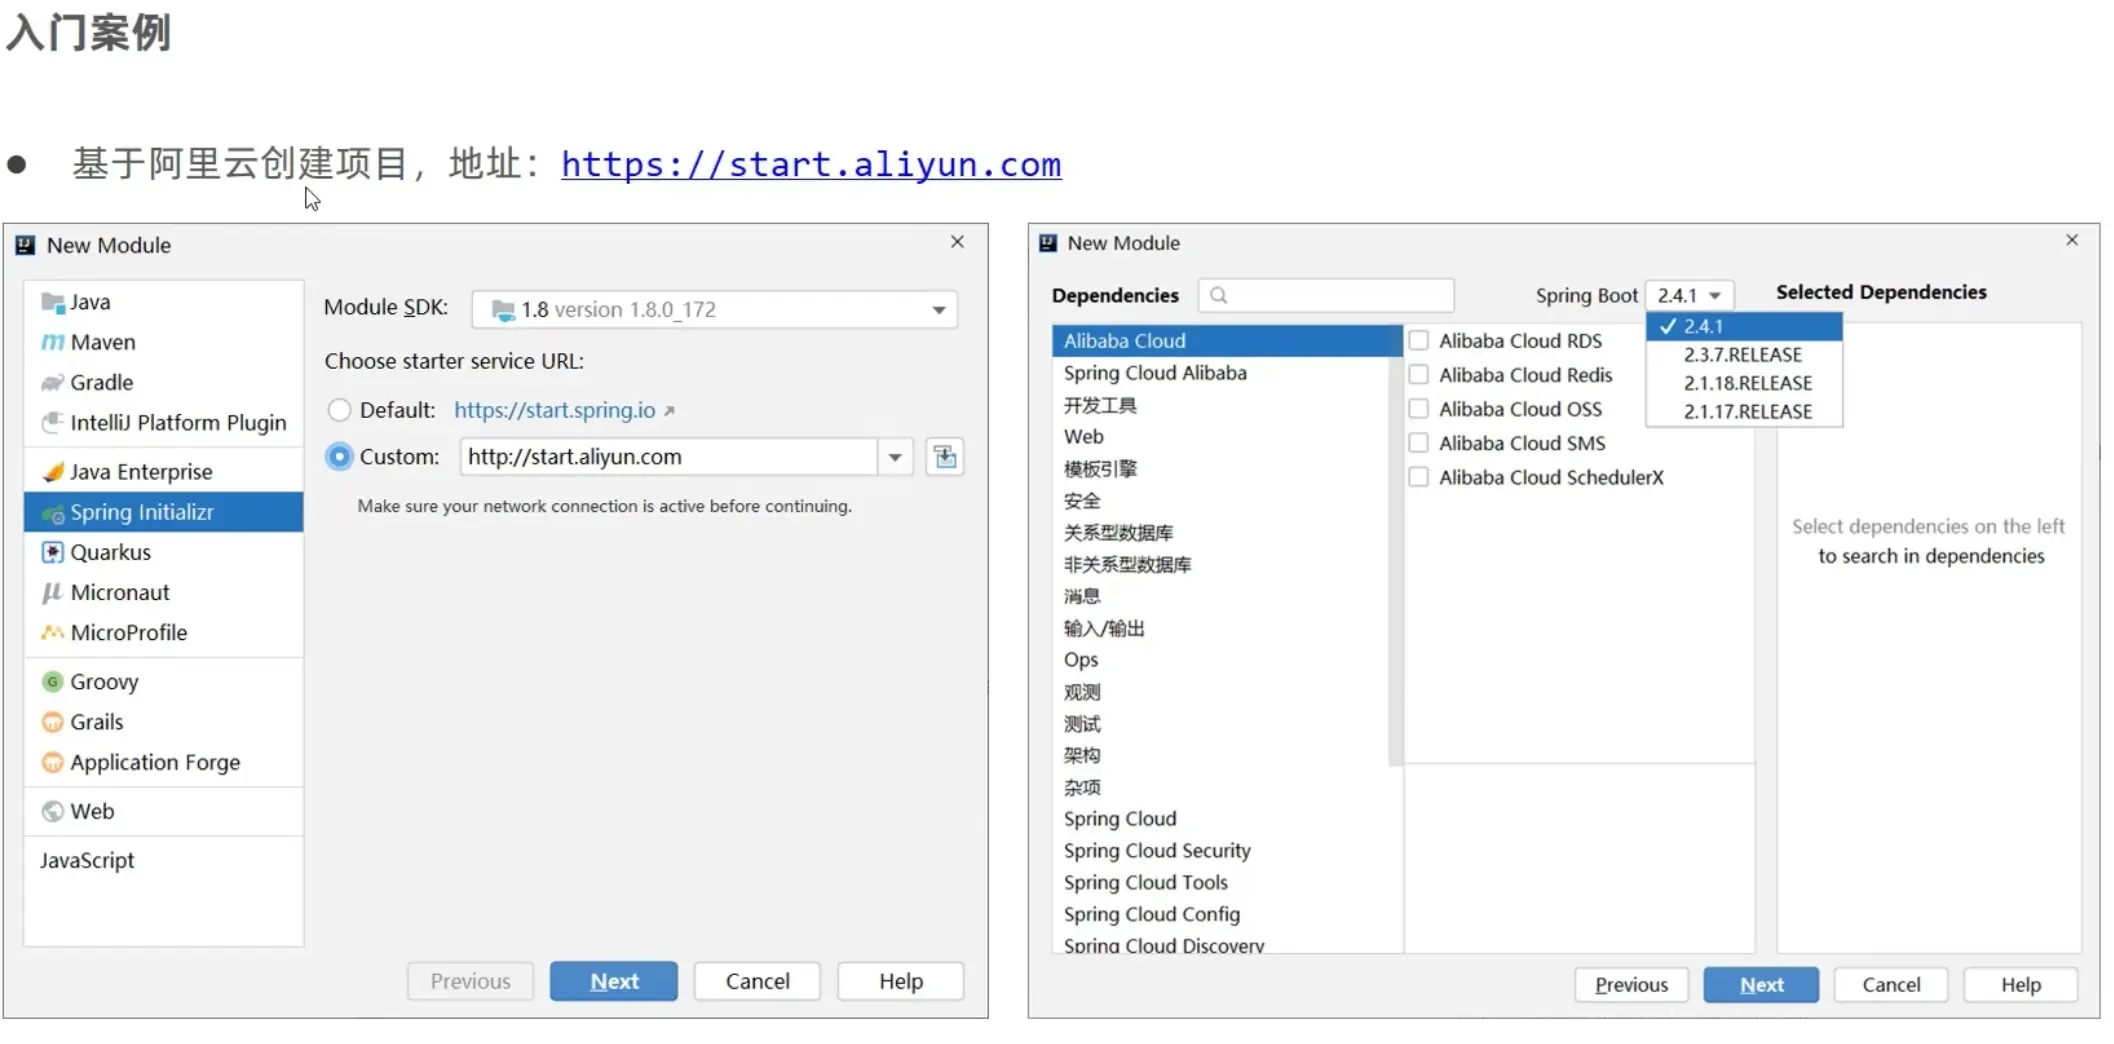 入门案例
● 基于阿里云创建项目，地址：https://start.aliyun.com
New Module
Java
Maven
Gradle
IntelliJ Platform Plugin
Java Enterprise
Spring Initializr
Quarkus
Micronaut
MicroProfile
Groovy
Grails
Application Forge
Web
JavaScript
Module SDK: 1.8 version 1.8.0_172
Choose starter service URL:
Default: https://start.spring.io
Custom: http://start.aliyun.com
Make sure your network connection is active before continuing.
Previous Next Cancel Help
New Module
Dependencies
Spring Boot 2.4.1
Selected Dependencies
2.4.1
2.3.7.RELEASE
2.1.18.RELEASE
2.1.17.RELEASE
Alibaba Cloud
Spring Cloud Alibaba
开发工具
Web
模板引擎
安全
关系型数据库
非关系型数据库
消息
输入/输出
Ops
观测
测试
架构
杂项
Spring Cloud
Spring Cloud Security
Spring Cloud Tools
Spring Cloud Config
Spring Cloud Discovery
Alibaba Cloud RDS
Alibaba Cloud Redis
Alibaba Cloud OSS
Alibaba Cloud SMS
Alibaba Cloud SchedulerX
Select dependencies on the left
to search in dependencies
Previous Next Cancel Help